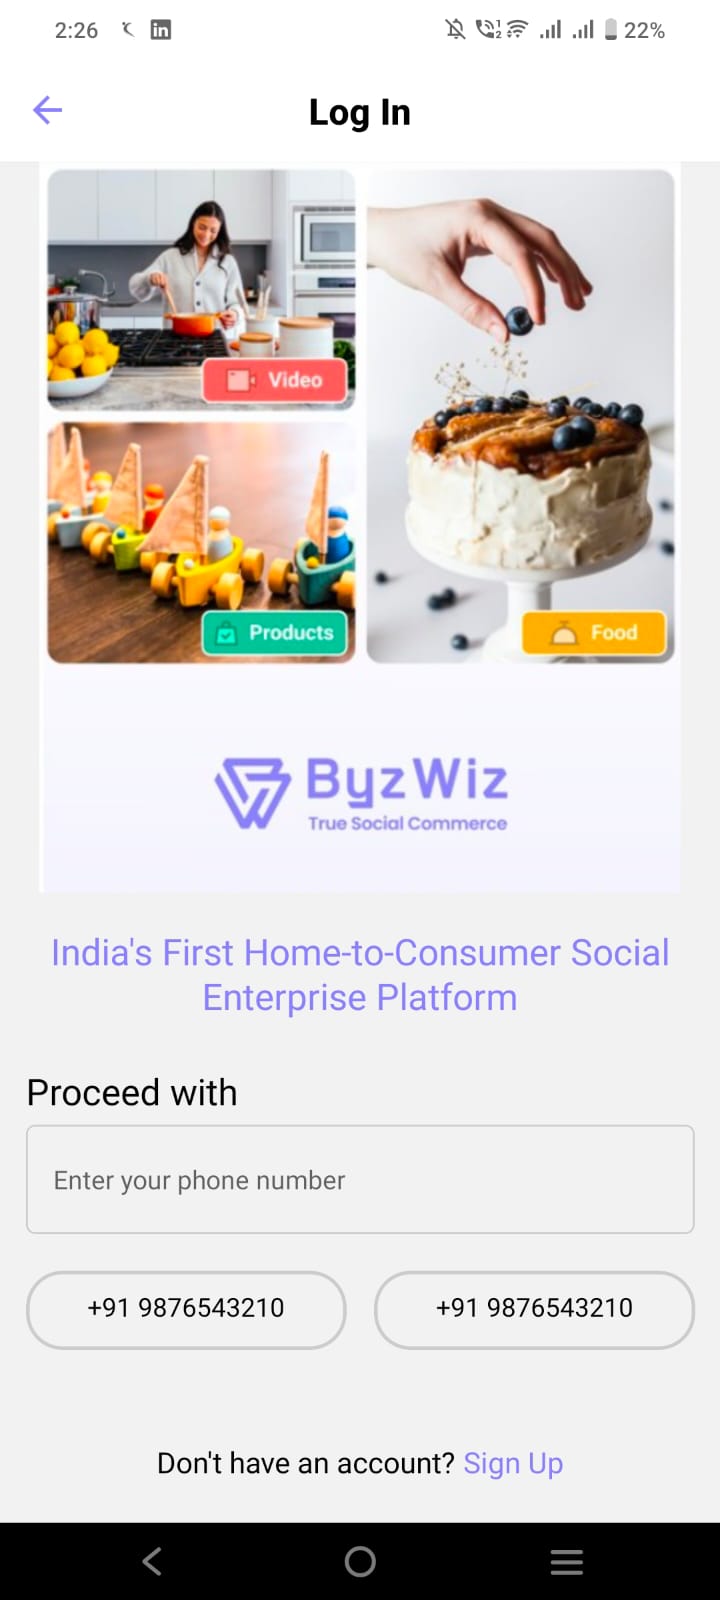 2:26
in
22%
Log In
Video
Products
Food
ByzWiz
True Social Commerce
India's First Home-to-Consumer Social
Enterprise Platform
Proceed with
Enter your phone number
+91 9876543210
+91 9876543210
Don't have an account? Sign Up